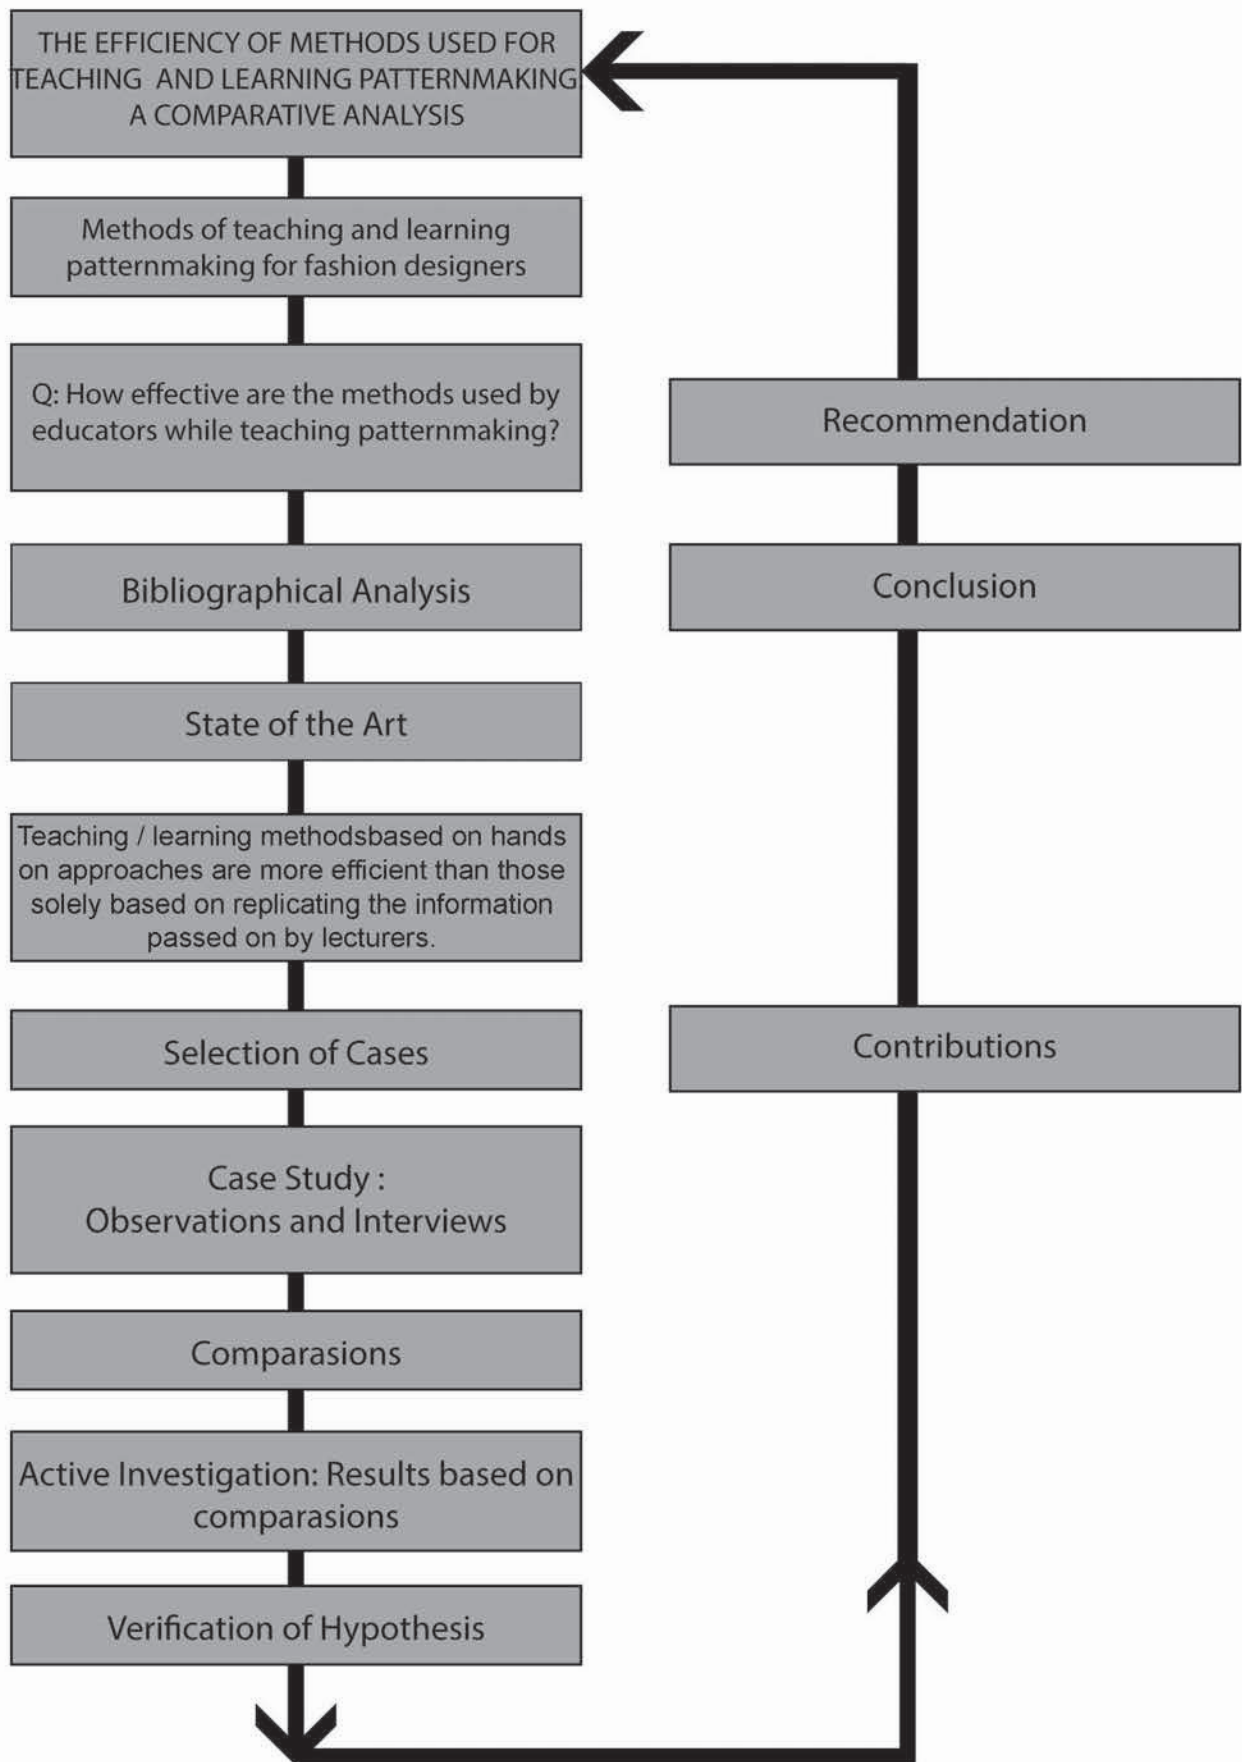 THE EFFICIENCY OF METHODS USED FOR
TEACHING AND LEARNING PATTERNMAKING
A COMPARATIVE ANALYSIS
Methods of teaching and learning
patternmaking for fashion designers
Q: How effective are the methods used by
educators while teaching patternmaking?
Bibliographical Analysis
State of the Art
Teaching / learning methodsbased on hands
on approaches are more efficient than those
solely based on replicating the information
passed on by lecturers.
Selection of Cases
Case Study :
Observations and Interviews
Comparasions
Active Investigation: Results based on
comparasions
Verification of Hypothesis
Recommendation
Conclusion
Contributions